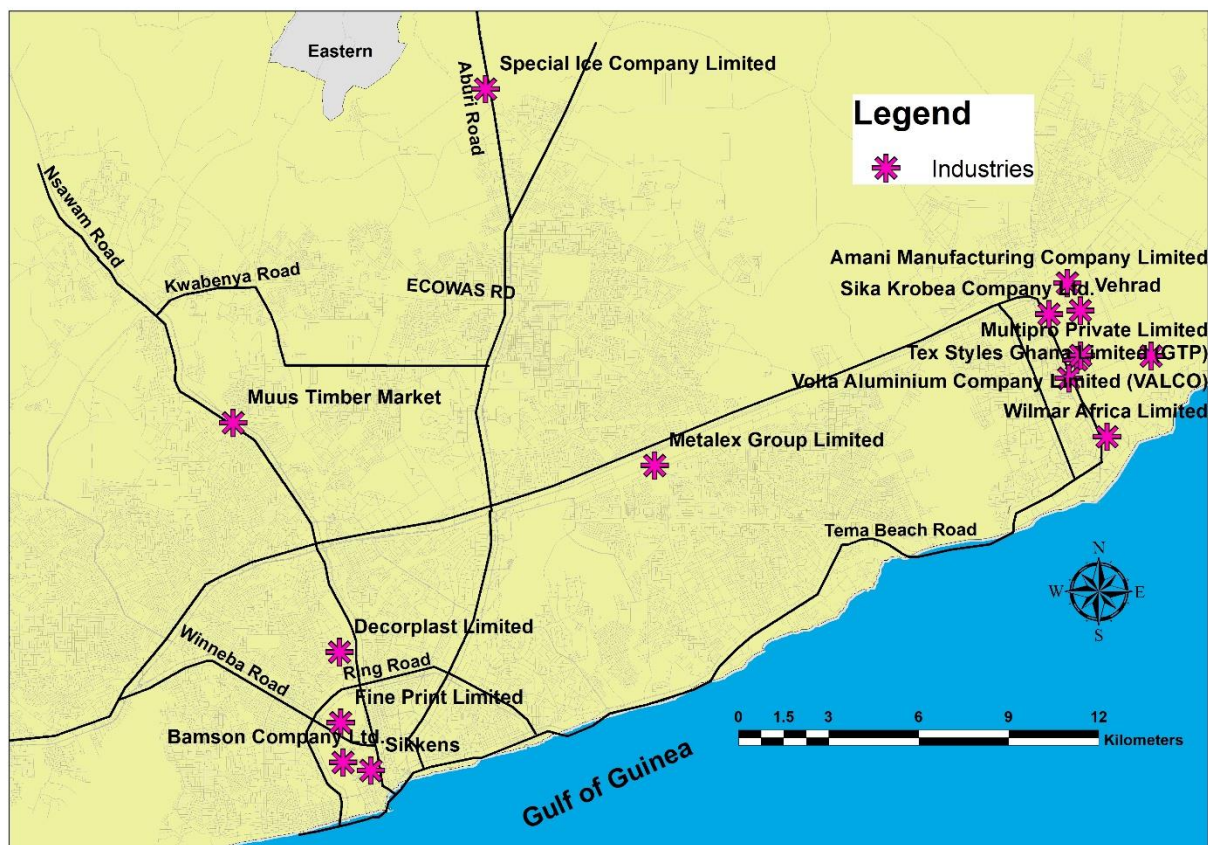 Eastern
Special Ice Company Limited
Aburi Road
Legend
Industries
Nsawam Road
Kwabenya Road
ECOWAS RD
Amani Manufacturing Company Limited
Sika Krobea Company Ltd.
Vehrad
Multipro Private Limited
Tex Styles Ghana Limited (GTP)
Volta Aluminium Company Limited (VALCO)
Wilmar Africa Limited
Muus Timber Market
Metalex Group Limited
Tema Beach Road
N
W
E
S
Decorplast Limited
Winneba Road
Ring Road
Fine Print Limited
Bamson Company Ltd.
Sikkens
0 1.5 3 6 9 12
Kilometers
Gulf of Guinea